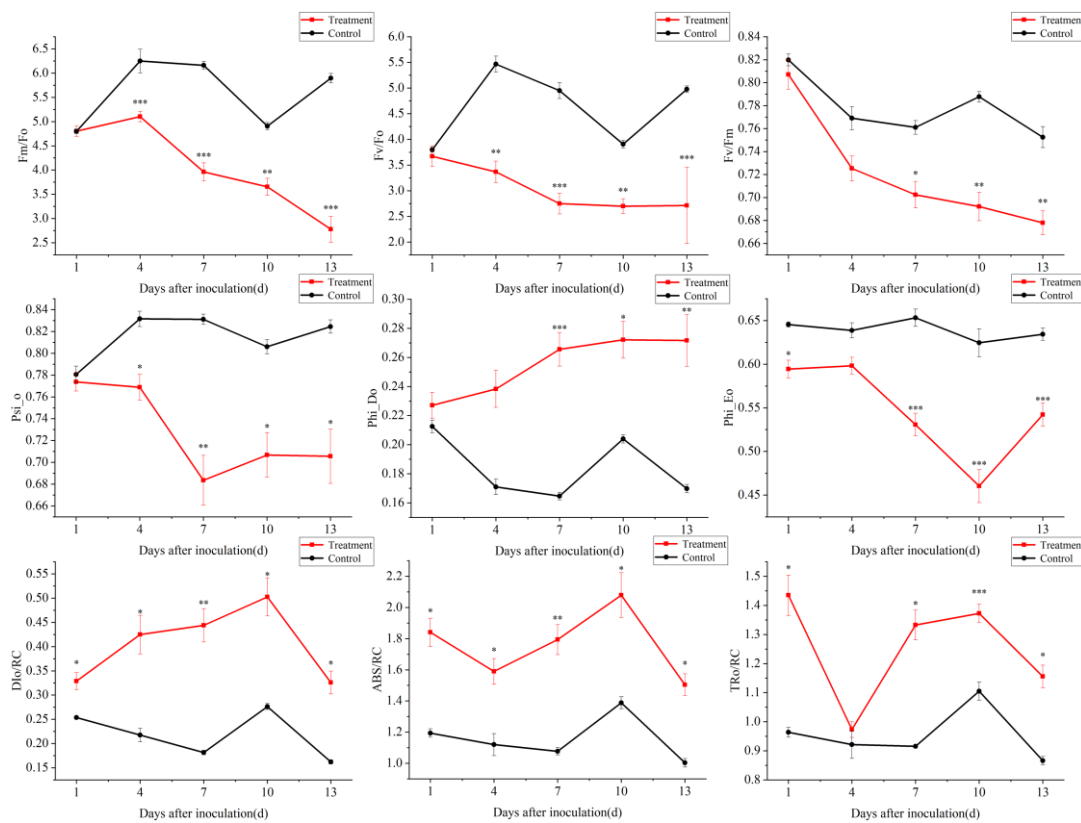 Treatment
Control
Fm/Fo
6.5
6.0
5.5
5.0
4.5
4.0
3.5
3.0
2.5
***
***
**
***
1 4 7 10 13
Days after inoculation(d)
Treatment
Control
Fv/Fo
6.0
5.5
5.0
4.5
4.0
3.5
3.0
2.5
2.0
**
***
**
***
1 4 7 10 13
Days after inoculation(d)
Treatment
Control
Fv/Fm
0.84
0.82
0.80
0.78
0.76
0.74
0.72
0.70
0.68
0.66
*
**
**
1 4 7 10 13
Days after inoculation(d)
Treatment
Control
Psi_o
0.84
0.82
0.80
0.78
0.76
0.74
0.72
0.70
0.68
0.66
*
**
*
*
1 4 7 10 13
Days after inoculation(d)
Treatment
Control
Phi_Do
0.30
0.28
0.26
0.24
0.22
0.20
0.18
0.16
***
*
**
1 4 7 10 13
Days after inoculation(d)
Treatment
Control
Phi_Eo
0.65
0.60
0.55
0.50
0.45
*
***
***
***
1 4 7 10 13
Days after inoculation(d)
Treatment
Control
DIo/RC
0.55
0.50
0.45
0.40
0.35
0.30
0.25
0.20
0.15
*
*
**
*
*
1 4 7 10 13
Days after inoculation(d)
Treatment
Control
ABS/RC
2.2
2.0
1.8
1.6
1.4
1.2
1.0
*
*
**
*
*
1 4 7 10 13
Days after inoculation(d)
Treatment
Control
TRo/RC
1.5
1.4
1.3
1.2
1.1
1.0
0.9
0.8
*
*
***
*
1 4 7 10 13
Days after inoculation(d)